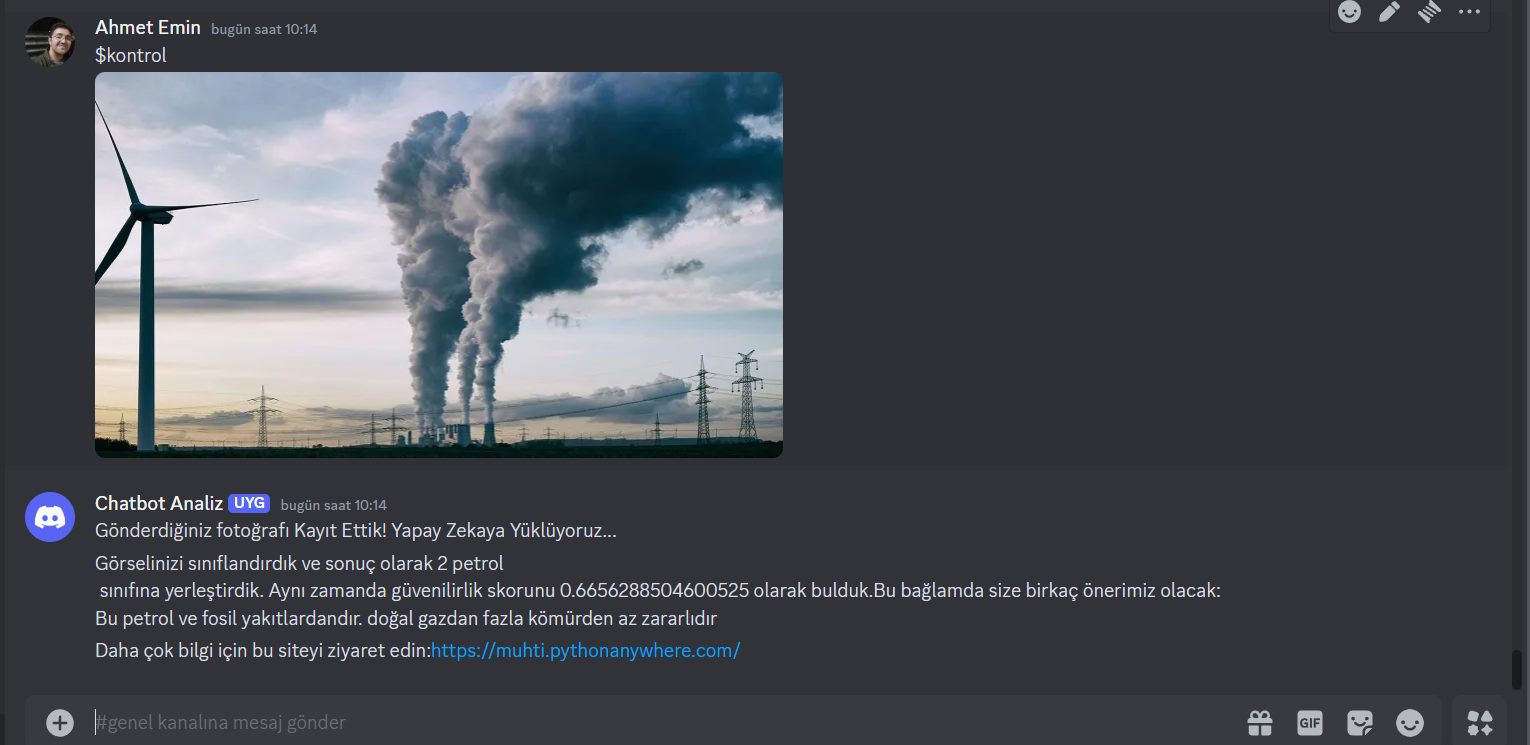 Ahmet Emin bugün saat 10:14
$kontrol
Chatbot Analiz UYG bugün saat 10:14
Gönderdiğiniz fotoğrafı Kayıt Ettik! Yapay Zekaya Yüklüyoruz...
Görselinizi sınıflandırdık ve sonuç olarak 2 petrol
sınıfına yerleştirdik. Aynı zamanda güvenilirlik skorunu 0.6656288504600525 olarak bulduk.Bu bağlamda size birkaç önerimiz olacak:
Bu petrol ve fosil yakıtlardandır. doğal gazdan fazla kömürden az zararlıdır
Daha çok bilgi için bu siteyi ziyaret edin:https://muhti.pythonanywhere.com/
#genel kanalına mesaj gönder
GIF